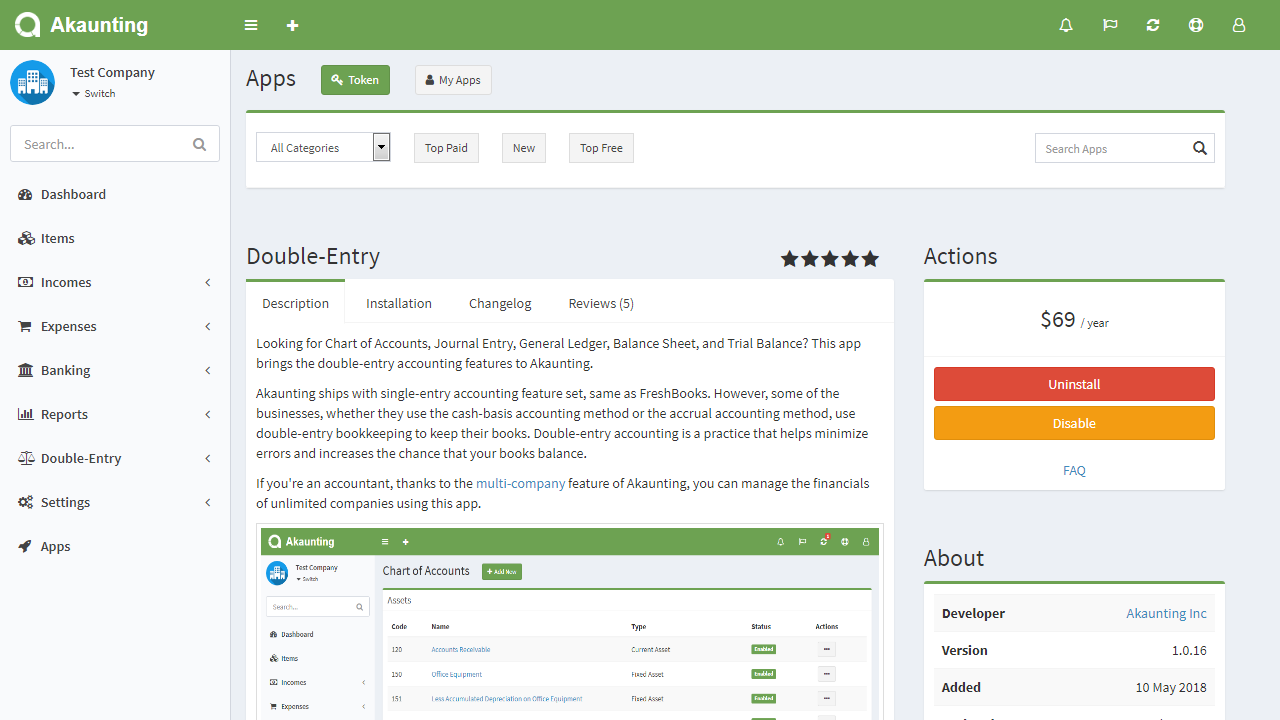 Akaunting
Test Company
Switch
Search...
Dashboard
Items
Incomes
Expenses
Banking
Reports
Double-Entry
Settings
Apps
Apps
Token
My Apps
All Categories
Top Paid
New
Top Free
Search Apps
Double-Entry
Description
Installation
Changelog
Reviews (5)
Looking for Chart of Accounts, Journal Entry, General Ledger, Balance Sheet, and Trial Balance? This app
brings the double-entry accounting features to Akaunting.
Akaunting ships with single-entry accounting feature set, same as FreshBooks. However, some of the
businesses, whether they use the cash-basis accounting method or the accrual accounting method, use
double-entry bookkeeping to keep their books. Double-entry accounting is a practice that helps minimize
errors and increases the chance that your books balance.
If you're an accountant, thanks to the multi-company feature of Akaunting, you can manage the financials
of unlimited companies using this app.
Akaunting
Test Company
Switch
Search...
Dashboard
Items
Incomes
Expenses
Chart of Accounts
Add New
Assets
Code Name Type Status Actions
120 Accounts Receivable Current Asset Enabled
150 Office Equipment Fixed Asset Enabled
151 Less Accumulated Depreciation on Office Equipment Fixed Asset Enabled
Actions
$69 / year
Uninstall
Disable
FAQ
About
Developer Akaunting Inc
Version 1.0.16
Added 10 May 2018